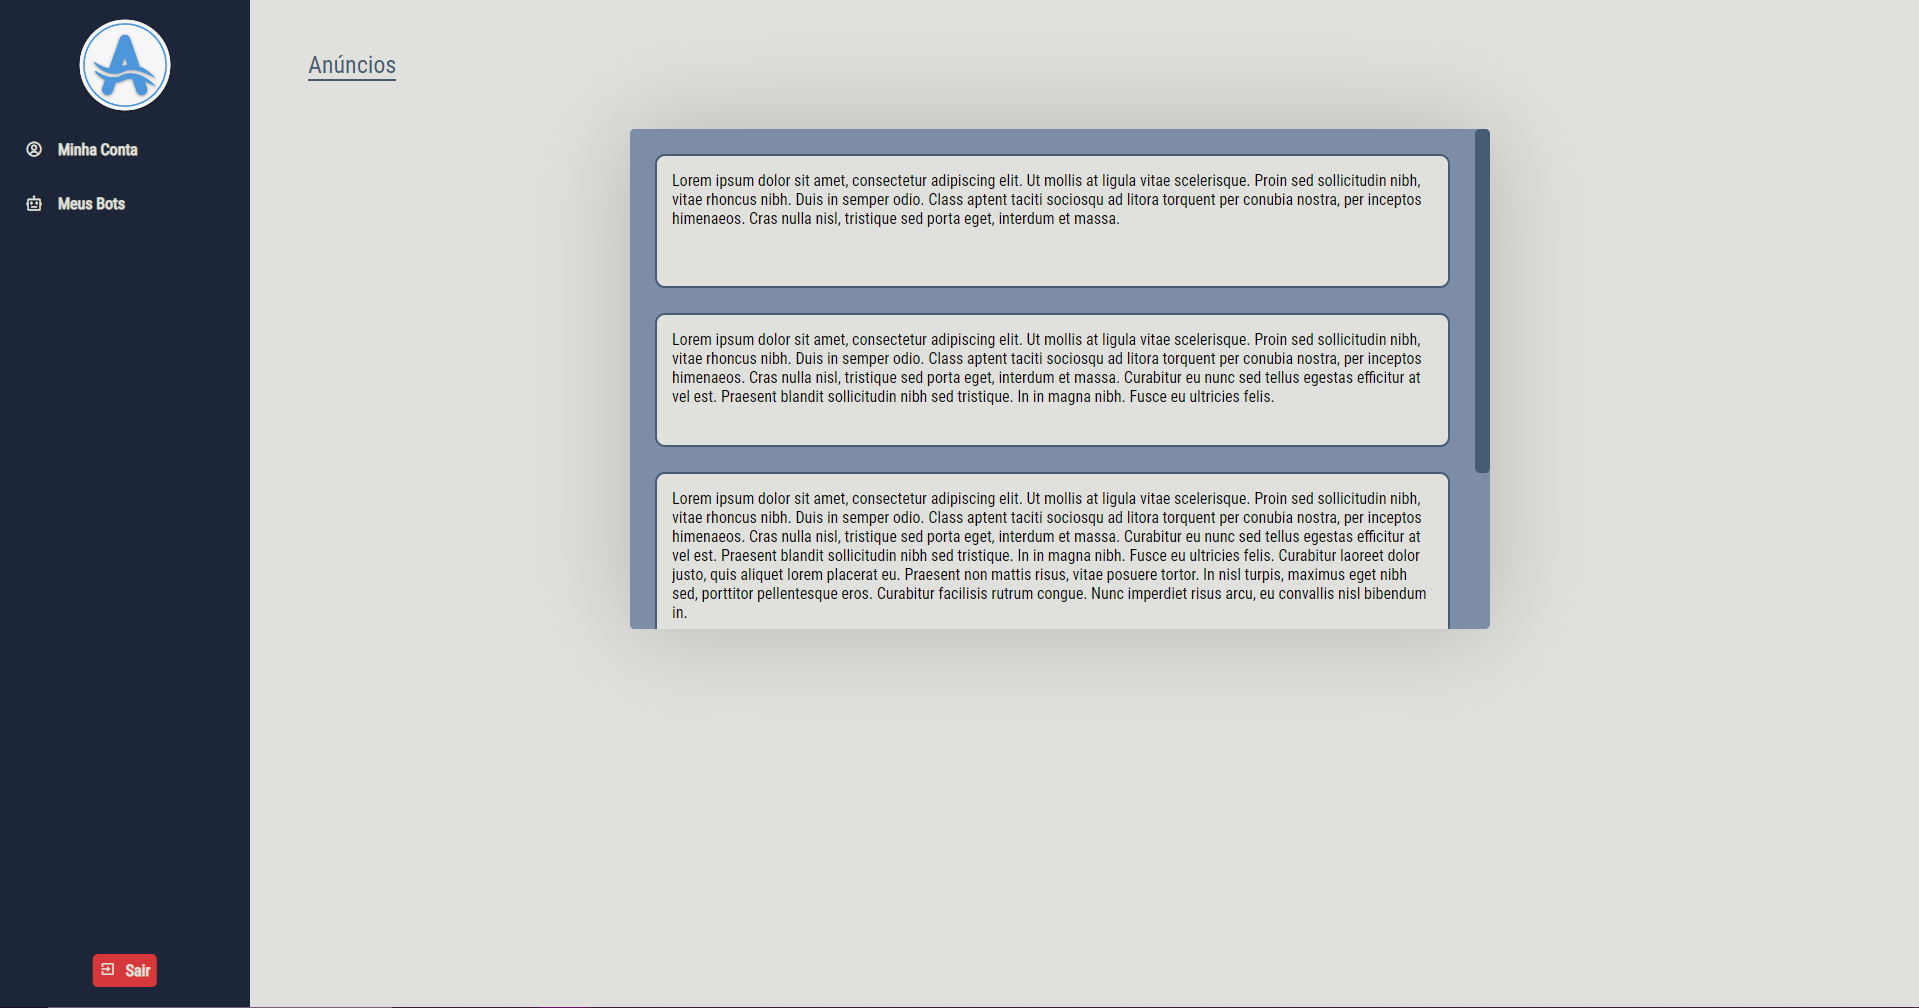 Minha Conta
Meus Bots
Sair
Anúncios
Lorem ipsum dolor sit amet, consectetur adipiscing elit. Ut mollis at ligula vitae scelerisque. Proin sed sollicitudin nibh,
vitae rhoncus nibh. Duis in semper odio. Class aptent taciti sociosqu ad litora torquent per conubia nostra, per inceptos
himenaeos. Cras nulla nisl, tristique sed porta eget, interdum et massa.
Lorem ipsum dolor sit amet, consectetur adipiscing elit. Ut mollis at ligula vitae scelerisque. Proin sed sollicitudin nibh,
vitae rhoncus nibh. Duis in semper odio. Class aptent taciti sociosqu ad litora torquent per conubia nostra, per inceptos
himenaeos. Cras nulla nisl, tristique sed porta eget, interdum et massa. Curabitur eu nunc sed tellus egestas efficitur at
vel est. Praesent blandit sollicitudin nibh sed tristique. In in magna nibh. Fusce eu ultricies felis.
Lorem ipsum dolor sit amet, consectetur adipiscing elit. Ut mollis at ligula vitae scelerisque. Proin sed sollicitudin nibh,
vitae rhoncus nibh. Duis in semper odio. Class aptent taciti sociosqu ad litora torquent per conubia nostra, per inceptos
himenaeos. Cras nulla nisl, tristique sed porta eget, interdum et massa. Curabitur eu nunc sed tellus egestas efficitur at
vel est. Praesent blandit sollicitudin nibh sed tristique. In in magna nibh. Fusce eu ultricies felis. Curabitur laoreet dolor
justo, quis aliquet lorem placerat eu. Praesent non mattis risus, vitae posuere tortor. In nisl turpis, maximus eget nibh
sed, porttitor pellentesque eros. Curabitur facilisis rutrum congue. Nunc imperdiet risus arcu, eu convallis nisl bibendum
in.